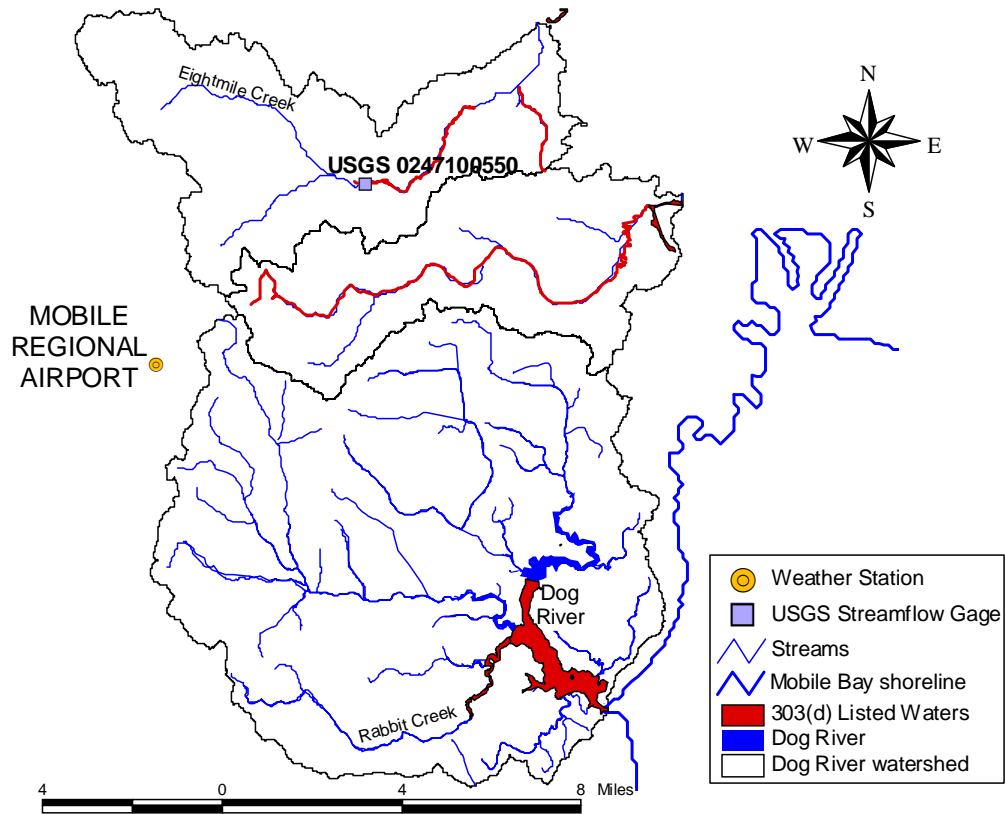 Eightmile Creek
USGS 0247100550
N
W
E
S
MOBILE
REGIONAL
AIRPORT
Dog
River
Rabbit Creek
Weather Station
USGS Streamflow Gage
Streams
Mobile Bay shoreline
303(d) Listed Waters
Dog River
Dog River watershed
4 0 4 8 Miles